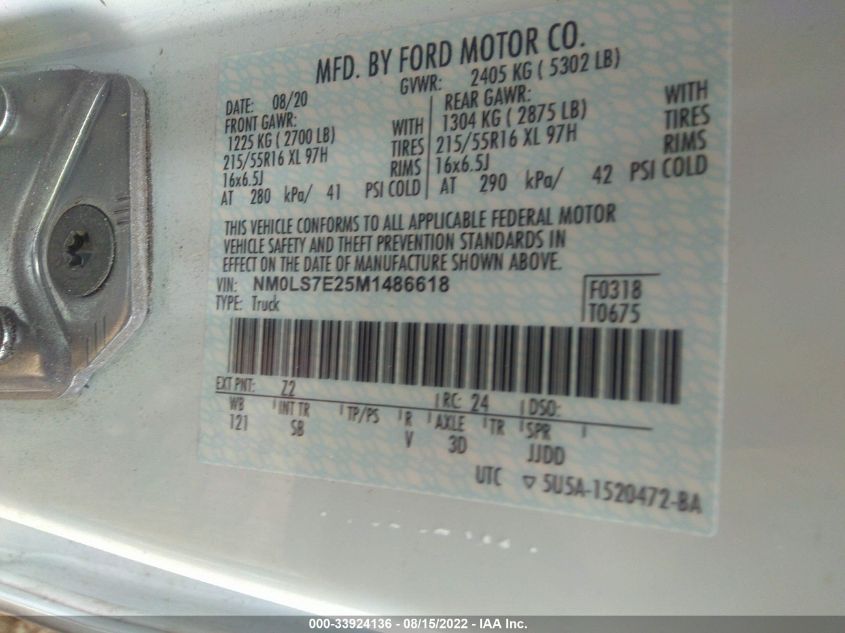 MFD. BY FORD MOTOR CO.
DATE: 08/20 GVWR: 2405 KG ( 5302 LB)
FRONT GAWR: REAR GAWR:
1225 KG ( 2700 LB) WITH 1304 KG ( 2875 LB) WITH
215/55R16 XL 97H TIRES 215/55R16 XL 97H TIRES
16x6.5J RIMS 16x6.5J RIMS
AT 280 kPa/ 41 PSI COLD AT 290 kPa/ 42 PSI COLD
THIS VEHICLE CONFORMS TO ALL APPLICABLE FEDERAL MOTOR
VEHICLE SAFETY AND THEFT PREVENTION STANDARDS IN
EFFECT ON THE DATE OF MANUFACTURE SHOWN ABOVE.
VIN: NM0LS7E25M1486618 F0318
TYPE: Truck T0675
EXT PNT: Z2 RC: 24 DSO:
WB INT TR TP/PS R AXLE TR SPR
121 SB V 3D JJDD
UTC ▽ 5U5A-1520472-BA
000-33924136 - 08/15/2022 - IAA Inc.